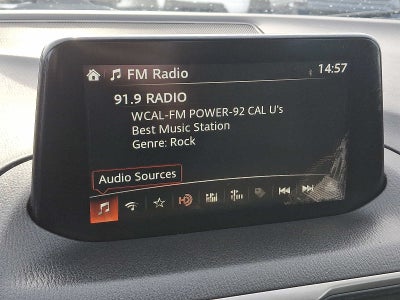 FM Radio 14:57
91.9 RADIO
WCAL-FM POWER-92 CAL U's
Best Music Station
Genre: Rock
Audio Sources